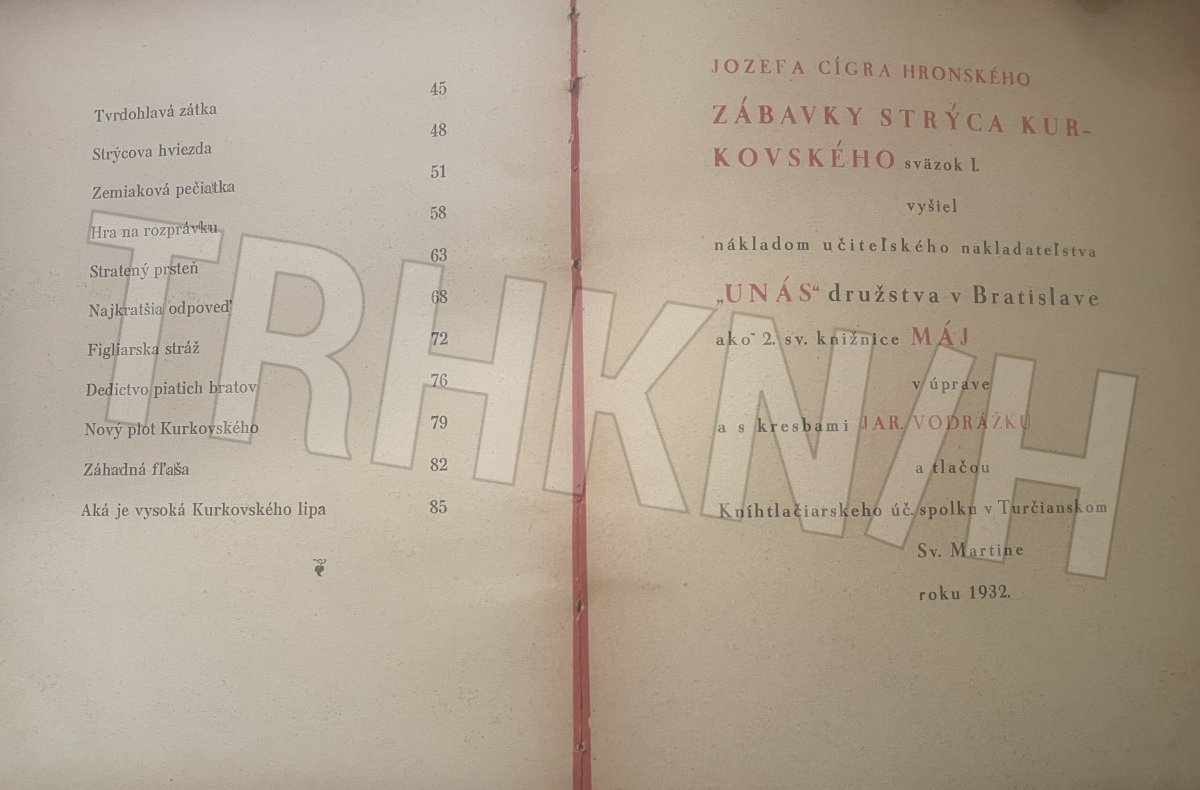 Tvrdohlavá zátka 45
Strýcova hviezda 48
Zemiaková pečiatka 51
Hra na rozprávku 58
Stratený prsteň 63
Najkratšia odpoveď 68
Figliarska stráž 72
Dedictvo piatich bratov 76
Nový plot Kurkovského 79
Záhadná fľaša 82
Aká je vysoká Kurkovského lipa 85
JOZEFA CÍGRA HRONSKÉHO
ZÁBAVKY STRÝCA KUR-
KOVSKÉHO sväzok I.
vyšiel
nákladom učiteľského nakladateľstva
„UNÁS“ družstva v Bratislave
ako 2. sv. knižnice MÁJ
v úprave
a s kresbami JAR. VODRÁŽKU
a tlačou
Kníhtlačiarskeho úč. spolku v Turčianskom
Sv. Martine
roku 1932.
TRHKNIH